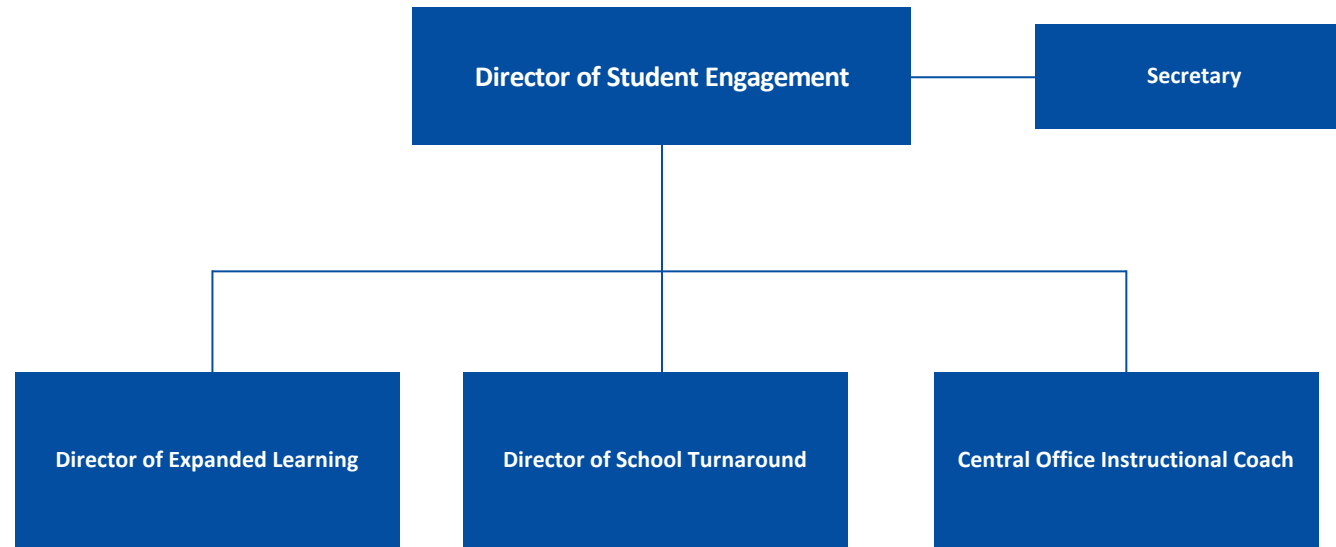 Director of Student Engagement
Secretary
Director of Expanded Learning
Director of School Turnaround
Central Office Instructional Coach